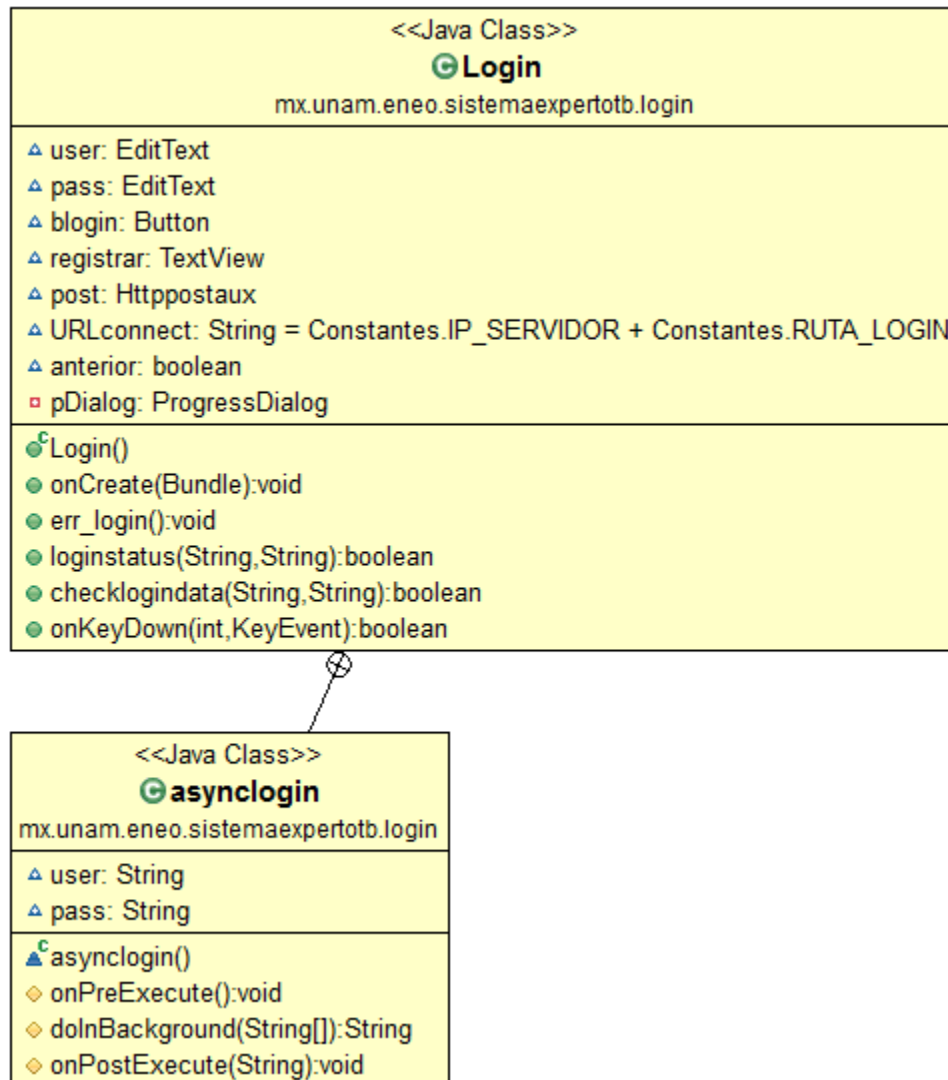 <<Java Class>>
Login
mx.unam.eneo.sistemaexpertotb.login
user: EditText
pass: EditText
blogin: Button
registrar: TextView
post: Httppostaux
URLconnect: String = Constantes.IP_SERVIDOR + Constantes.RUTA_LOGIN
anterior: boolean
pDialog: ProgressDialog
Login()
onCreate(Bundle):void
err_login():void
loginstatus(String,String):boolean
checklogindata(String,String):boolean
onKeyDown(int,KeyEvent):boolean
<<Java Class>>
asynclogin
mx.unam.eneo.sistemaexpertotb.login
user: String
pass: String
asynclogin()
onPreExecute():void
doInBackground(String[]):String
onPostExecute(String):void